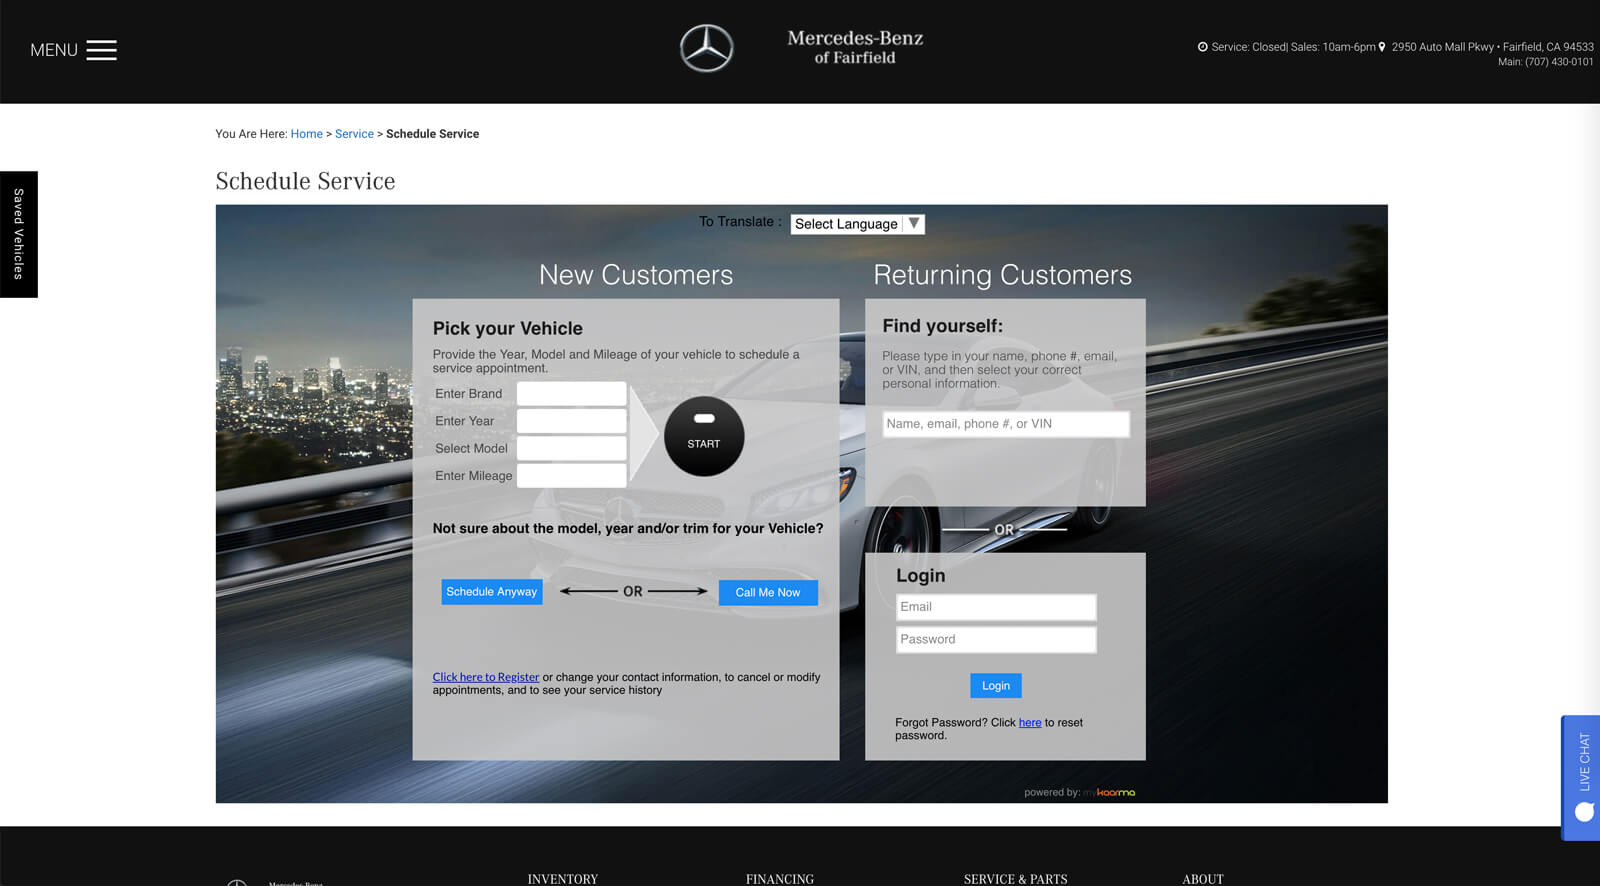 MENU
Mercedes-Benz
of Fairfield
Service: Closed| Sales: 10am-6pm 2950 Auto Mall Pkwy • Fairfield, CA 94533
Main: (707) 430-0101
You Are Here: Home > Service > Schedule Service
Saved Vehicles
Schedule Service
To Translate : Select Language ▼
New Customers
Pick your Vehicle
Provide the Year, Model and Mileage of your vehicle to schedule a
service appointment.
Enter Brand
Enter Year
Select Model
Enter Mileage
START
Not sure about the model, year and/or trim for your Vehicle?
Schedule Anyway
OR
Call Me Now
Click here to Register or change your contact information, to cancel or modify
appointments, and to see your service history
Returning Customers
Find yourself:
Please type in your name, phone #, email,
or VIN, and then select your correct
personal information.
Name, email, phone #, or VIN
OR
Login
Email
Password
Login
Forgot Password? Click here to reset
password.
powered by: mykaarma
LIVE CHAT
Mercedes-Benz
INVENTORY
FINANCING
SERVICE & PARTS
ABOUT